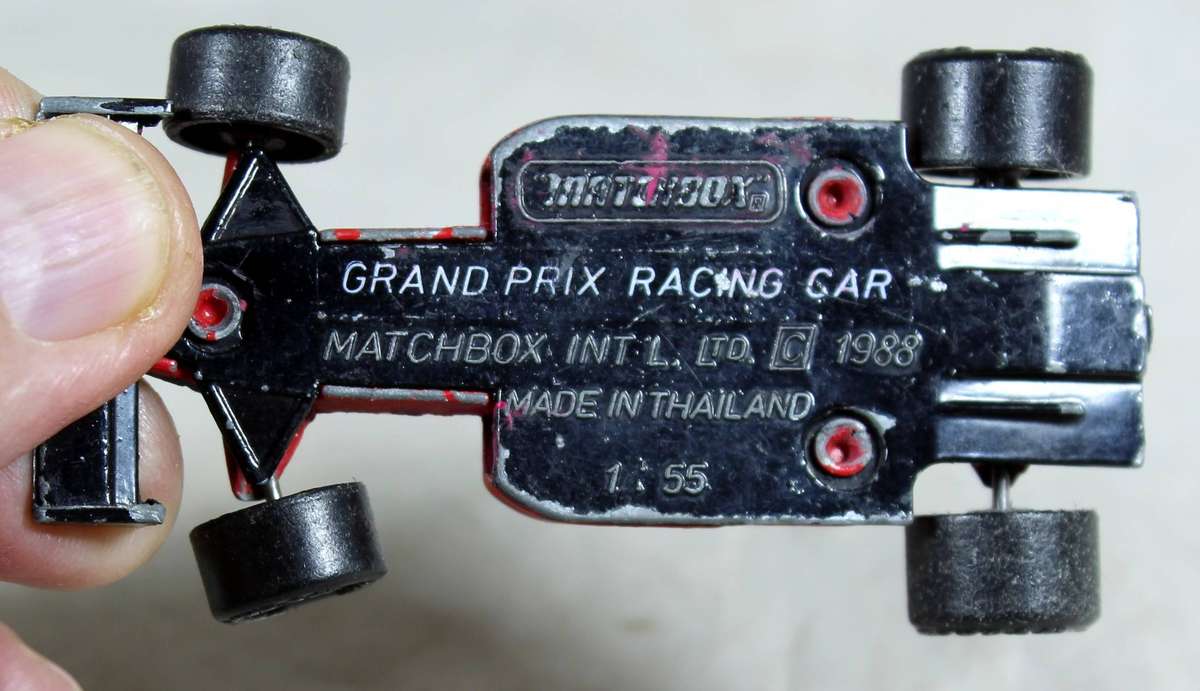 "MATCHBOX" ®
GRAND PRIX RACING CAR
MATCHBOX INT'L. LTD. © 1988
MADE IN THAILAND
1 : 55